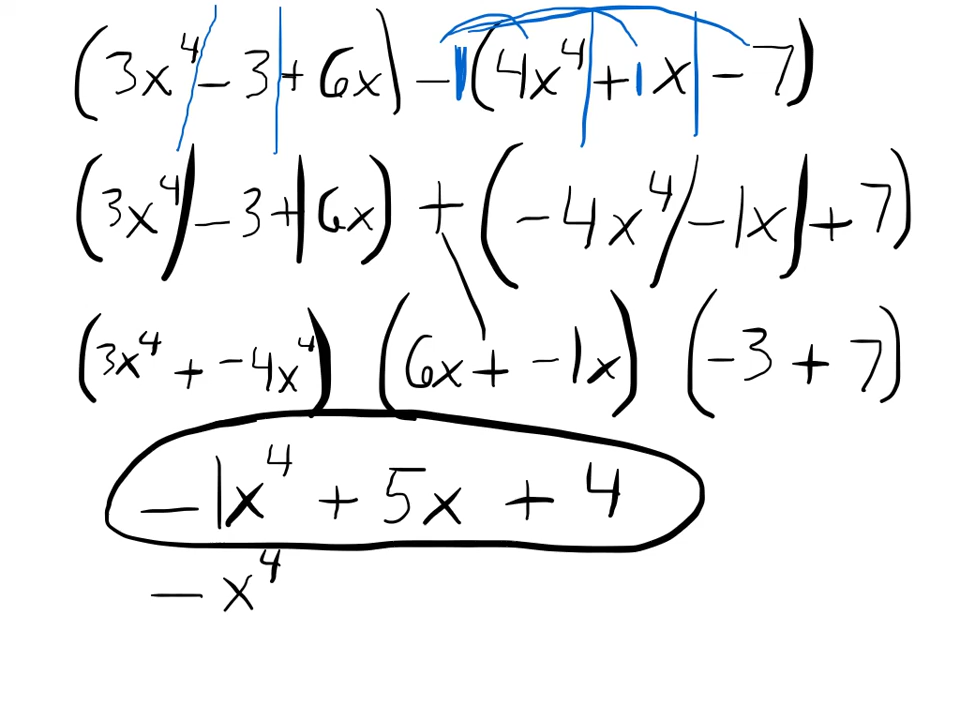 (3x⁴ - 3 + 6x) - 1(4x⁴ + 1x - 7)
(3x⁴ - 3 + 6x) + (-4x⁴ - 1x + 7)
(3x⁴ + -4x⁴) (6x + -1x) (-3 + 7)
-1x⁴ + 5x + 4
-x⁴